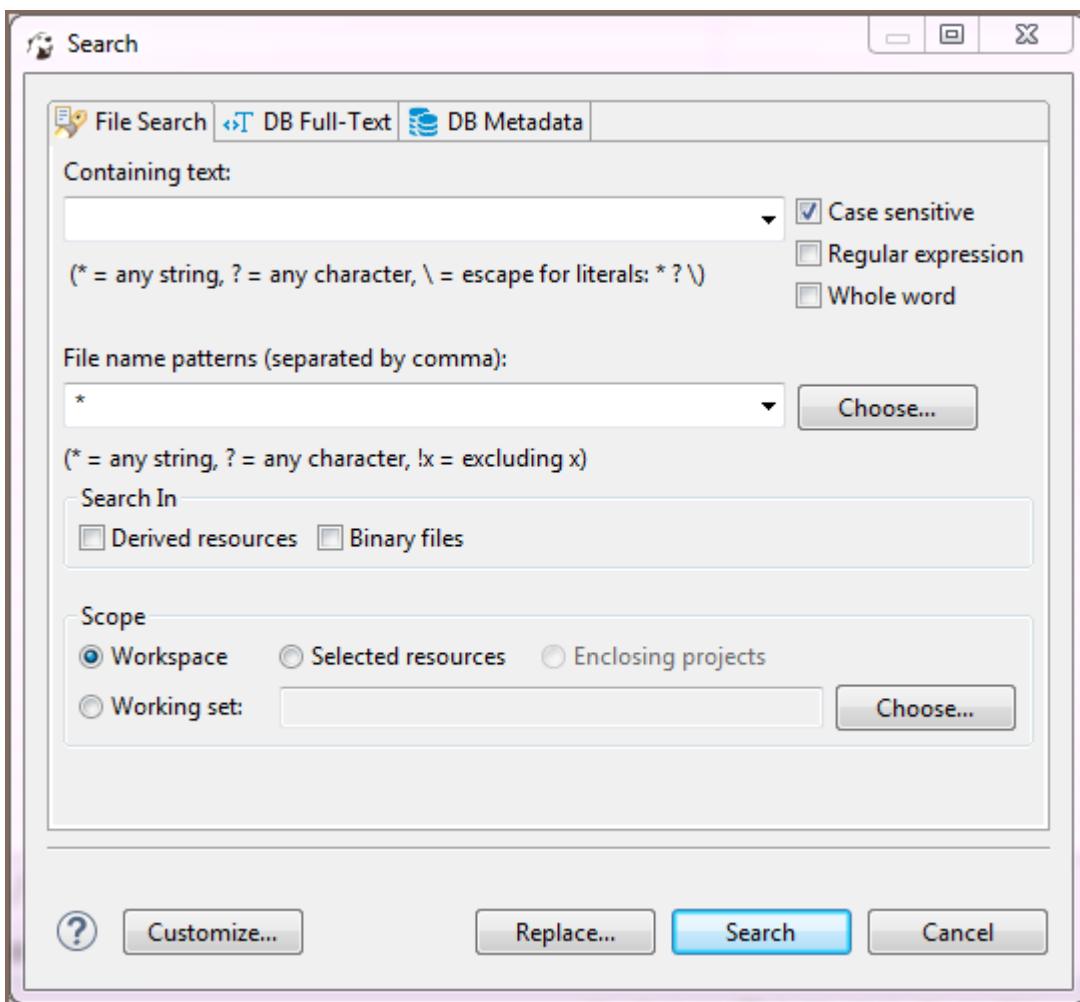 Search
File Search DB Full-Text DB Metadata
Containing text:
Case sensitive
(* = any string, ? = any character, \ = escape for literals: * ? \)
Regular expression
Whole word
File name patterns (separated by comma):
*
Choose...
(* = any string, ? = any character, !x = excluding x)
Search In
Derived resources Binary files
Scope
Workspace Selected resources Enclosing projects
Working set: Choose...
? Customize... Replace... Search Cancel